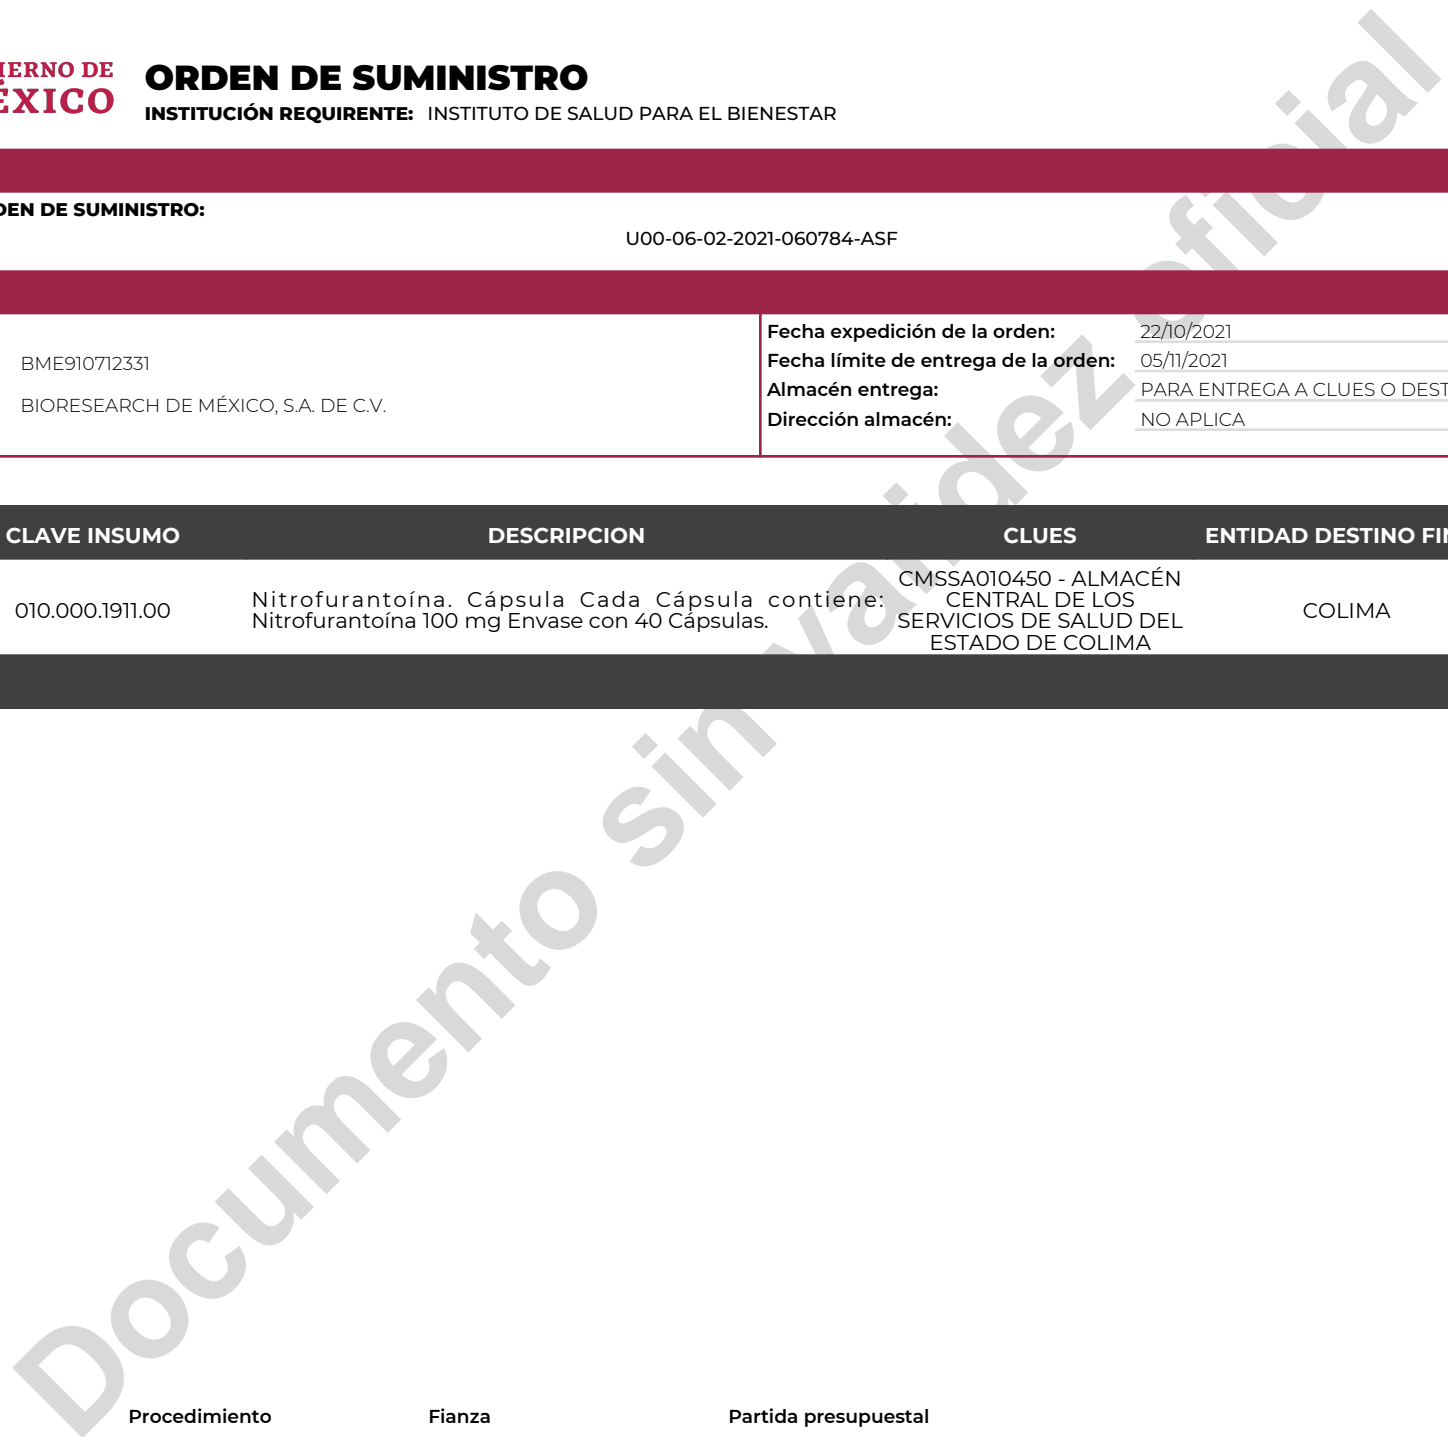 IERNO DE
ÉXICO
ORDEN DE SUMINISTRO
INSTITUCIÓN REQUIRENTE: INSTITUTO DE SALUD PARA EL BIENESTAR
DEN DE SUMINISTRO:
U00-06-02-2021-060784-ASF
BME910712331
BIORESEARCH DE MÉXICO, S.A. DE C.V.
Fecha expedición de la orden: 22/10/2021
Fecha límite de entrega de la orden: 05/11/2021
Almacén entrega: PARA ENTREGA A CLUES O DEST
Dirección almacén: NO APLICA
CLAVE INSUMO DESCRIPCION CLUES ENTIDAD DESTINO FIN
010.000.1911.00
Nitrofurantoína. Cápsula Cada Cápsula contiene:
Nitrofurantoína 100 mg Envase con 40 Cápsulas.
CMSSA010450 - ALMACÉN
CENTRAL DE LOS
SERVICIOS DE SALUD DEL
ESTADO DE COLIMA
COLIMA
Documento sin validez oficial
Procedimiento Fianza Partida presupuestal